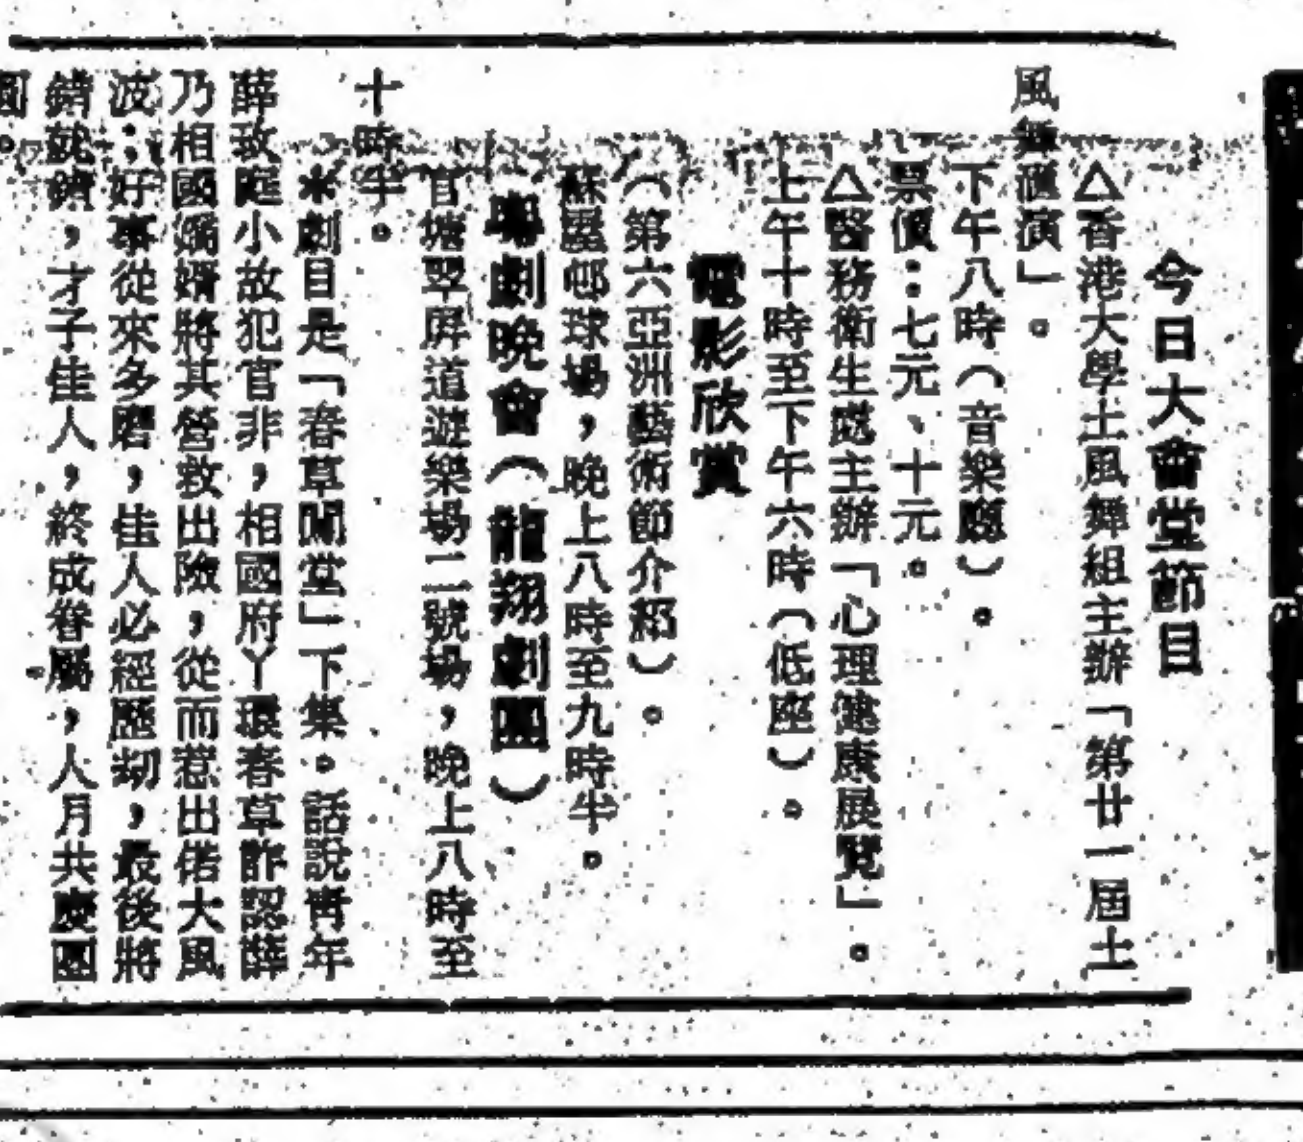 今日大會堂節目
△香港大學土風舞組主辦「第廿一屆土
風舞匯演」。
下午八時（音樂廳）。
票價：七元、十元。
△醫務衛生處主辦「心理健康展覽」。
上午十時至下午六時（低座）。
電影欣賞
（第六亞洲藝術節介紹）。
蘇屋邨球場，晚上八時至九時半。
粵劇晚會（龍翔劇團）
官塘翠屏道遊樂場二號場，晚上八時至
十時半。
※劇目是「春草闖堂」下集。話說靑年
薛玫庭小故犯官非，相國府丫環春草詐認薛
乃相國嬌婿將其營救出險，從而惹出偌大風
波；好事從來多磨，佳人必經歷刼，最後將
錯就錯，才子佳人，終成眷屬，人月共慶團
圓。